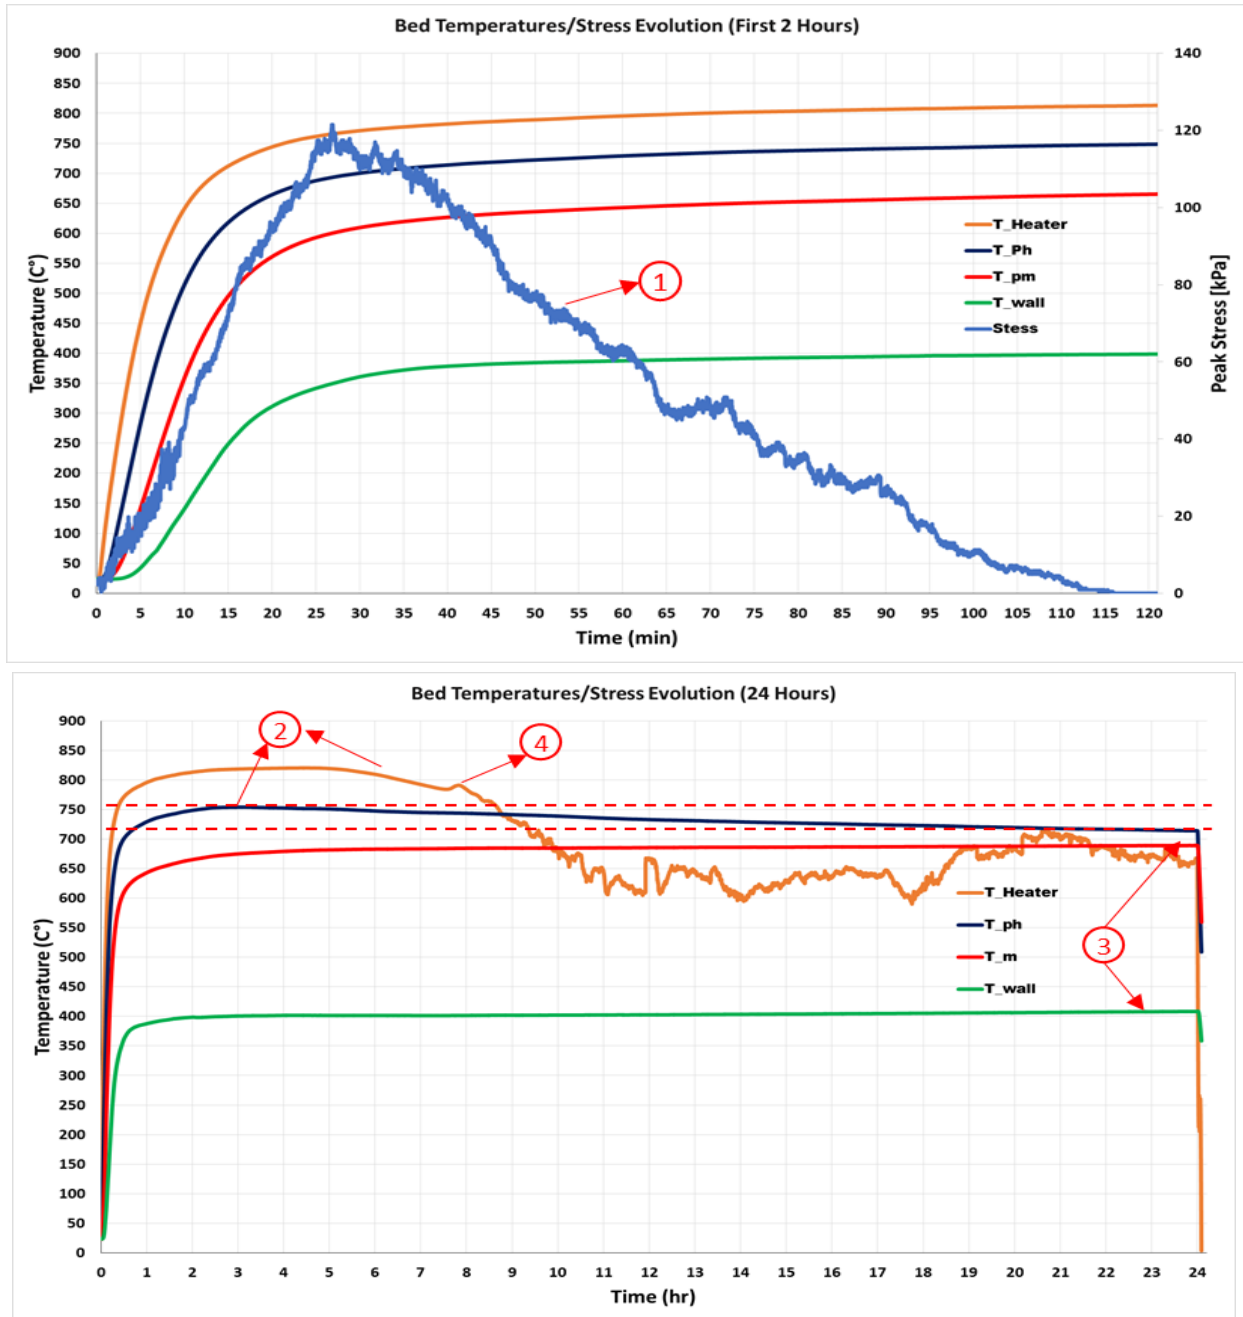 Bed Temperatures/Stress Evolution (First 2 Hours)
900
850
800
750
700
650
600
550
500
450
400
350
300
250
200
150
100
50
0
Temperature (C°)
140
120
100
80
60
40
20
0
Peak Stress [kPa]
T_Heater
T_Ph
T_pm
T_wall
Stess
1
0 5 10 15 20 25 30 35 40 45 50 55 60 65 70 75 80 85 90 95 100 105 110 115 120
Time (min)
Bed Temperatures/Stress Evolution (24 Hours)
900
850
800
750
700
650
600
550
500
450
400
350
300
250
200
150
100
50
0
Temperature (C°)
2
4
T_Heater
T_ph
T_m
T_wall
3
0 1 2 3 4 5 6 7 8 9 10 11 12 13 14 15 16 17 18 19 20 21 22 23 24
Time (hr)